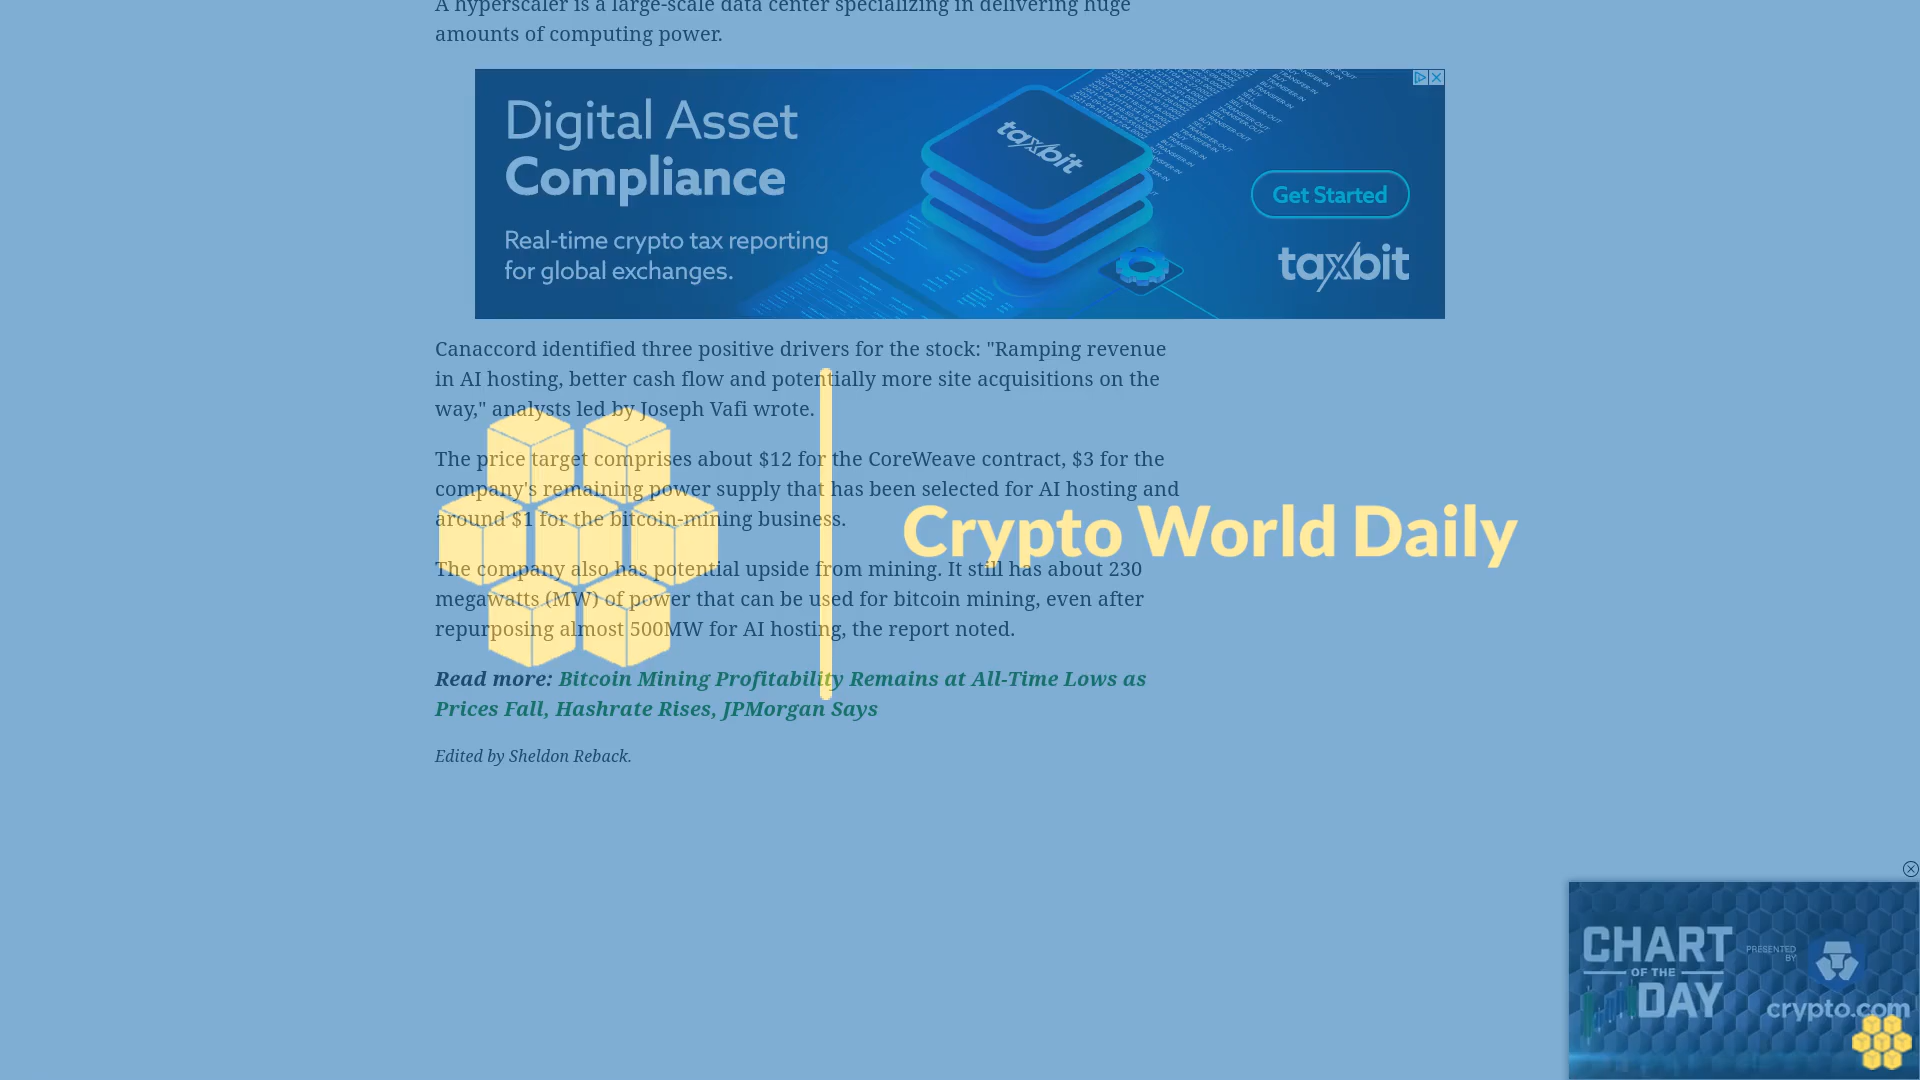 A hyperscaler is a large-scale data center specializing in delivering huge
amounts of computing power.
Digital Asset
Compliance
Real-time crypto tax reporting
for global exchanges.
taxbit
Get Started
taxbit
Canaccord identified three positive drivers for the stock: "Ramping revenue
in AI hosting, better cash flow and potentially more site acquisitions on the
way," analysts led by Joseph Vafi wrote.
The price target comprises about $12 for the CoreWeave contract, $3 for the
company's remaining power supply that has been selected for AI hosting and
around $1 for the bitcoin-mining business.
Crypto World Daily
The company also has potential upside from mining. It still has about 230
megawatts (MW) of power that can be used for bitcoin mining, even after
repurposing almost 500MW for AI hosting, the report noted.
Read more: Bitcoin Mining Profitability Remains at All-Time Lows as
Prices Fall, Hashrate Rises, JPMorgan Says
Edited by Sheldon Reback.
CHART
OF THE
DAY
PRESENTED
BY
crypto.com